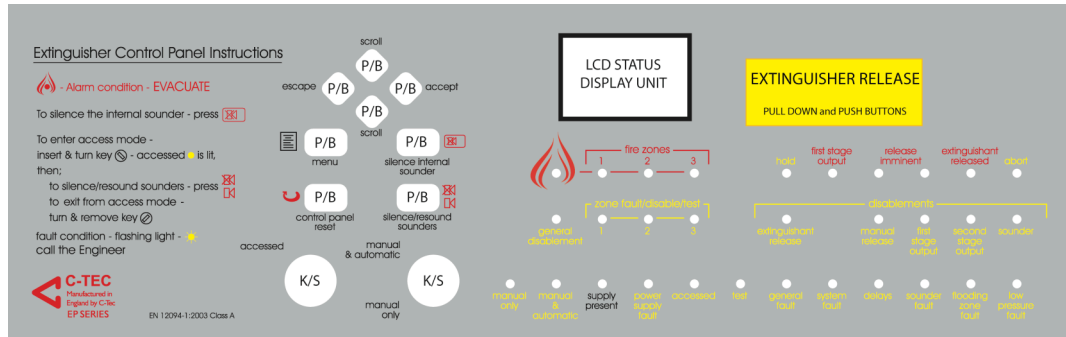 Extinguisher Control Panel Instructions
- Alarm condition - EVACUATE
To silence the internal sounder - press
To enter access mode -
insert & turn key - accessed is lit,
then;
to silence/resound sounders - press
to exit from access mode -
turn & remove key
fault condition - flashing light -
call the Engineer
C-TEC
Manufactured in
England by C-Tec
EP SERIES
EN 12094-1:2003 Class A
scroll
P/B
escape P/B P/B accept
P/B
scroll
P/B
menu
P/B
silence internal
sounder
P/B
control panel
reset
P/B
silence/resound
sounders
accessed
K/S
manual
& automatic
K/S
manual
only
LCD STATUS
DISPLAY UNIT
EXTINGUISHER RELEASE
PULL DOWN and PUSH BUTTONS
fire zones
1 2 3
zone fault/disable/test
1 2 3
general
disablement
hold
first stage
output
release
imminent
extinguishant
released
abort
disablements
extinguishant
release
manual
release
first
stage
output
second
stage
output
sounder
manual
only
manual
&
automatic
supply
present
power
supply
fault
accessed
test
general
fault
system
fault
delays
sounder
fault
flooding
zone
fault
low
pressure
fault